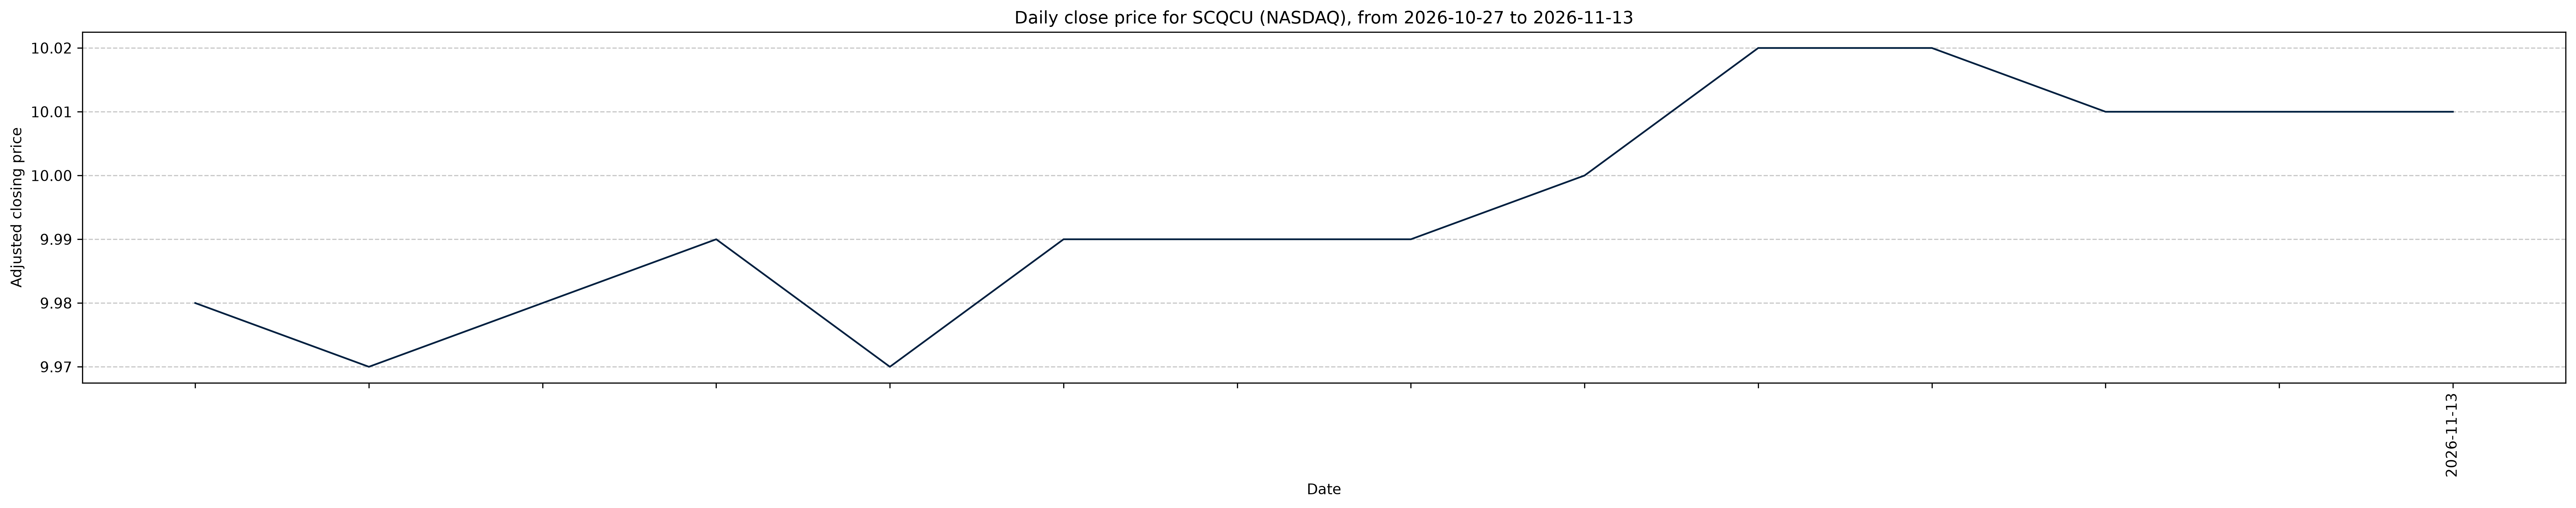 Daily close price for SCQCU (NASDAQ), from 2026-10-27 to 2026-11-13
Adjusted closing price
10.02
10.01
10.00
9.99
9.98
9.97
2026-11-13
Date